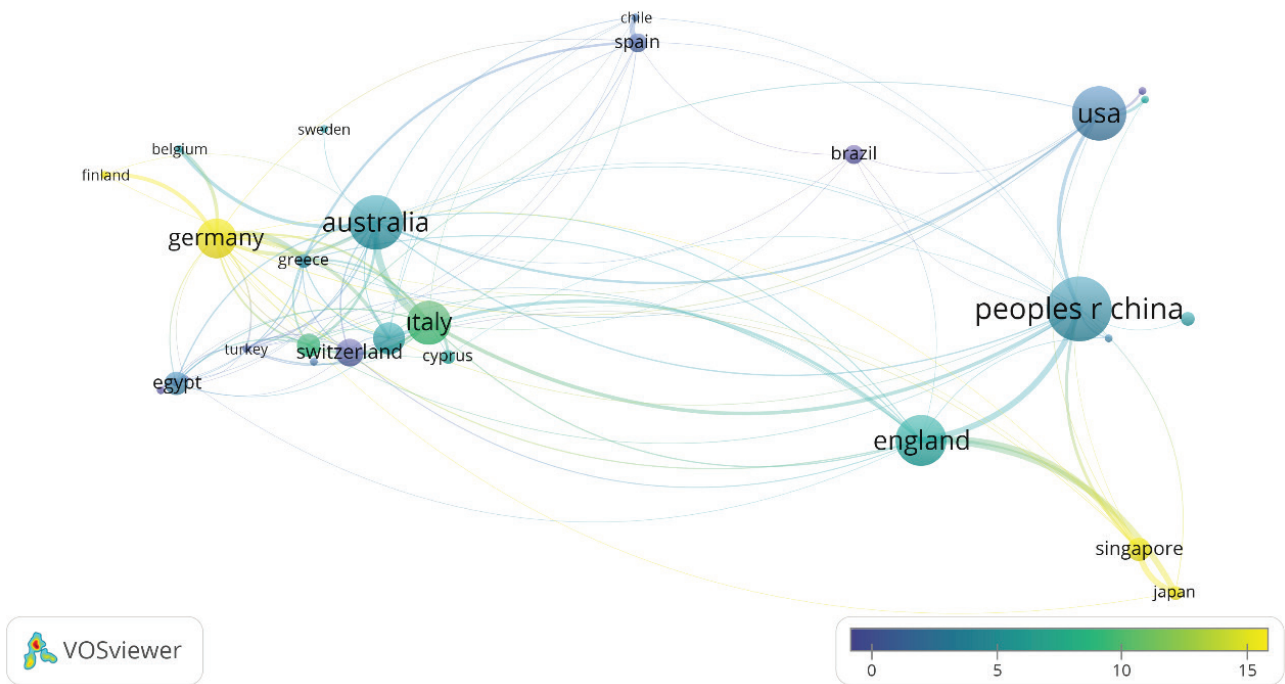 chile
spain
usa
sweden
belgium
brazil
finland
australia
germany
greece
peoples r china
italy
turkey
switzerland
cyprus
egypt
england
singapore
japan
VOSviewer
0 5 10 15